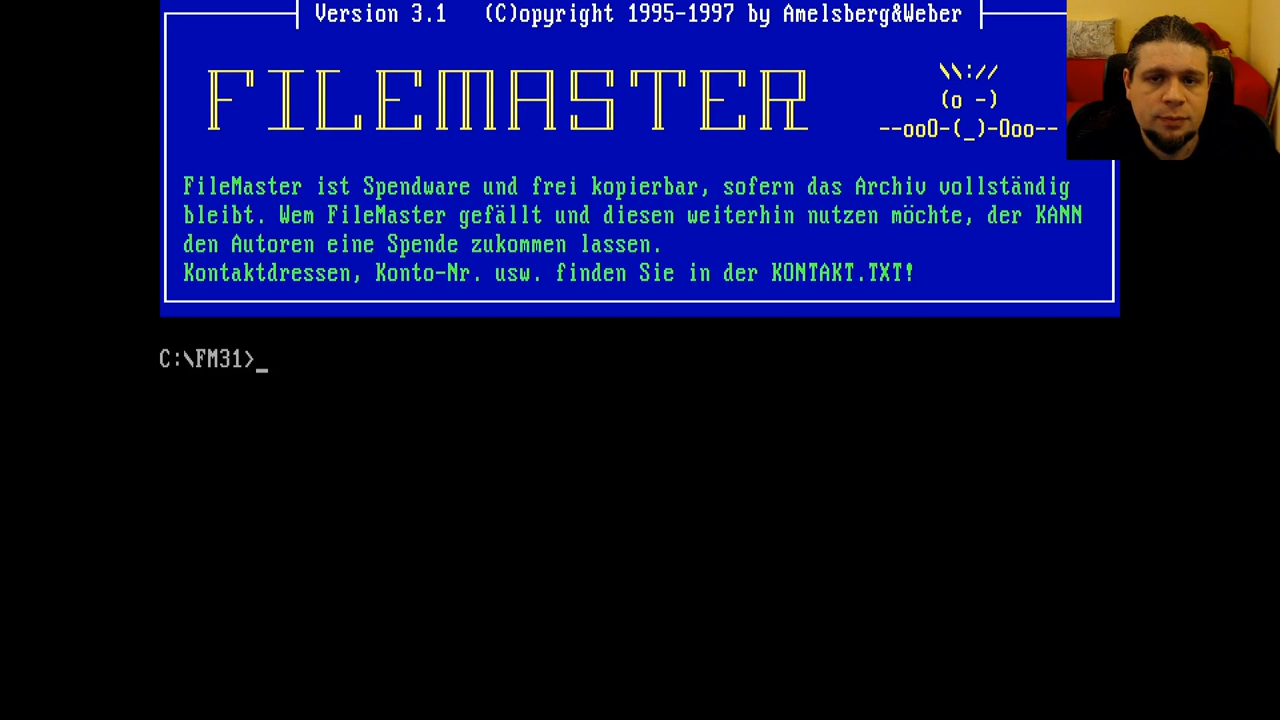 Version 3.1 (C)opyright 1995-1997 by Amelsberg&Weber
FILEMASTER
\\://
(o -)
--ooO-(_)-Ooo--
FileMaster ist Spendware und frei kopierbar, sofern das Archiv vollständig
bleibt. Wem FileMaster gefällt und diesen weiterhin nutzen möchte, der KANN
den Autoren eine Spende zukommen lassen.
Kontaktdressen, Konto-Nr. usw. finden Sie in der KONTAKT.TXT!
C:\FM31>_